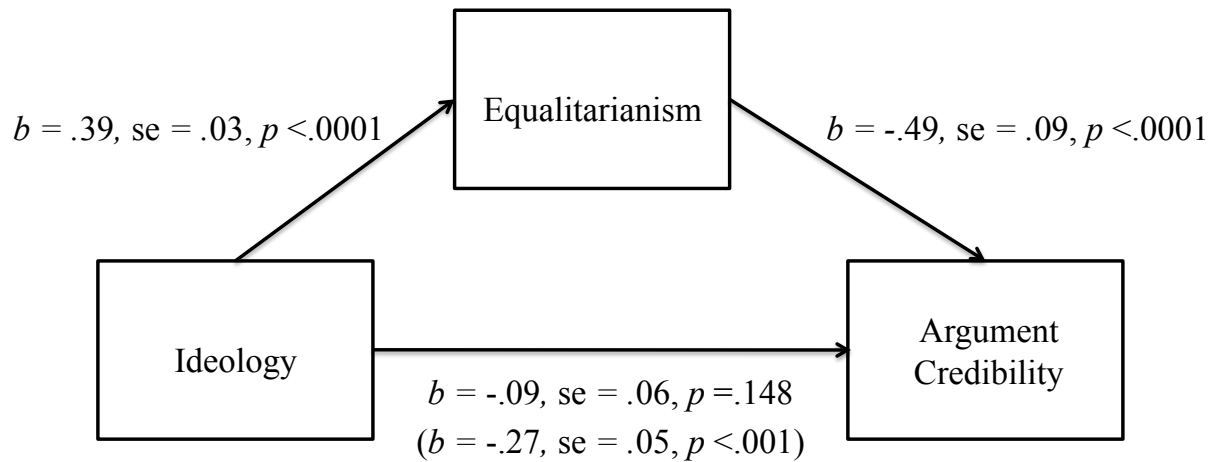 Equalitarianism
b = .39, se = .03, p <.0001
b = -.49, se = .09, p <.0001
Ideology
Argument
Credibility
b = -.09, se = .06, p =.148
(b = -.27, se = .05, p <.001)